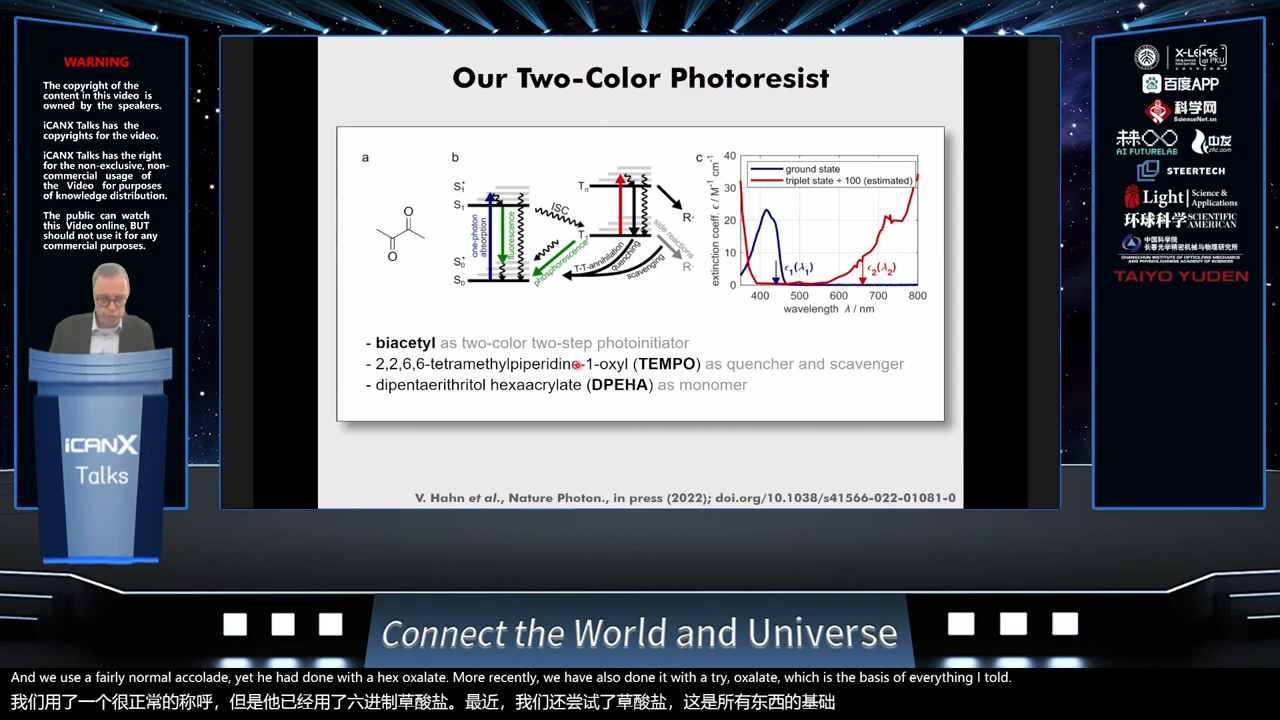 WARNING
The copyright of the
content in this video is
owned by the speakers.
iCANX Talks has the
copyrights for the video.
iCANX Talks has the right
for the non-exclusive, non-
commercial usage of
the Video for purposes
of knowledge distribution.
The public can watch
this Video online, BUT
should not use it for any
commercial purposes.
iCANX
Talks
Our Two-Color Photoresist
a
b
c
O
O
S₁*
S₁
S₀*
S₀
one-photon
absorption
fluorescence
ISC
phosphorescence
Tₙ
T₁
T-T-annihilation
quenching
scavenging
side reactions
R·
R·
extinction coeff. ε / M⁻¹ cm⁻¹
40
30
20
10
0
ground state
triplet state ÷ 100 (estimated)
ε₁(λ₁)
ε₂(λ₂)
400 500 600 700 800
wavelength λ / nm
- biacetyl as two-color two-step photoinitiator
- 2,2,6,6-tetramethylpiperidine-1-oxyl (TEMPO) as quencher and scavenger
- dipentaerithritol hexaacrylate (DPEHA) as monomer
V. Hahn et al., Nature Photon., in press (2022); doi.org/10.1038/s41566-022-01081-0
X-LENSE
at PKU
百度APP
科学网
ScienceNet.cn
AI FUTURELAB
中友
STEERTECH
Light Science &
Applications
环球科学 SCIENTIFIC
AMERICAN
中国科学院
长春光学精密机械与物理研究所
CHANGCHUN INSTITUTE OF OPTICS, FINE MECHANICS
AND PHYSICS, CHINESE ACADEMY OF SCIENCES
TAIYO YUDEN
Connect the World and Universe
And we use a fairly normal accolade, yet he had done with a hex oxalate. More recently, we have also done it with a try, oxalate, which is the basis of everything I told.
我们用了一个很正常的称呼，但是他已经用了六进制草酸盐。最近，我们还尝试了草酸盐，这是所有东西的基础